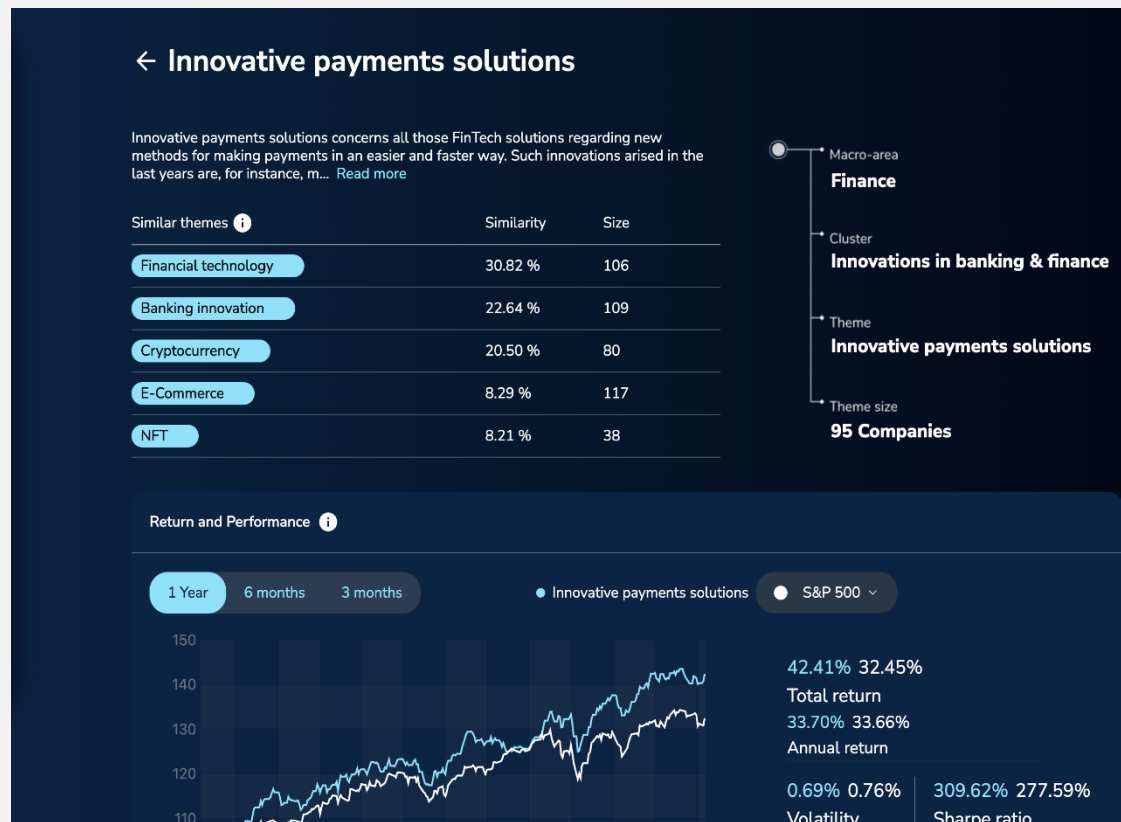 ← Innovative payments solutions
Innovative payments solutions concerns all those FinTech solutions regarding new
methods for making payments in an easier and faster way. Such innovations arised in the
last years are, for instance, m... Read more
Similar themes i Similarity Size
Financial technology 30.82 % 106
Banking innovation 22.64 % 109
Cryptocurrency 20.50 % 80
E-Commerce 8.29 % 117
NFT 8.21 % 38
Macro-area
Finance
Cluster
Innovations in banking & finance
Theme
Innovative payments solutions
Theme size
95 Companies
Return and Performance i
1 Year 6 months 3 months
Innovative payments solutions S&P 500
150
140
130
120
110
42.41% 32.45%
Total return
33.70% 33.66%
Annual return
0.69% 0.76%
Volatility
309.62% 277.59%
Sharpe ratio